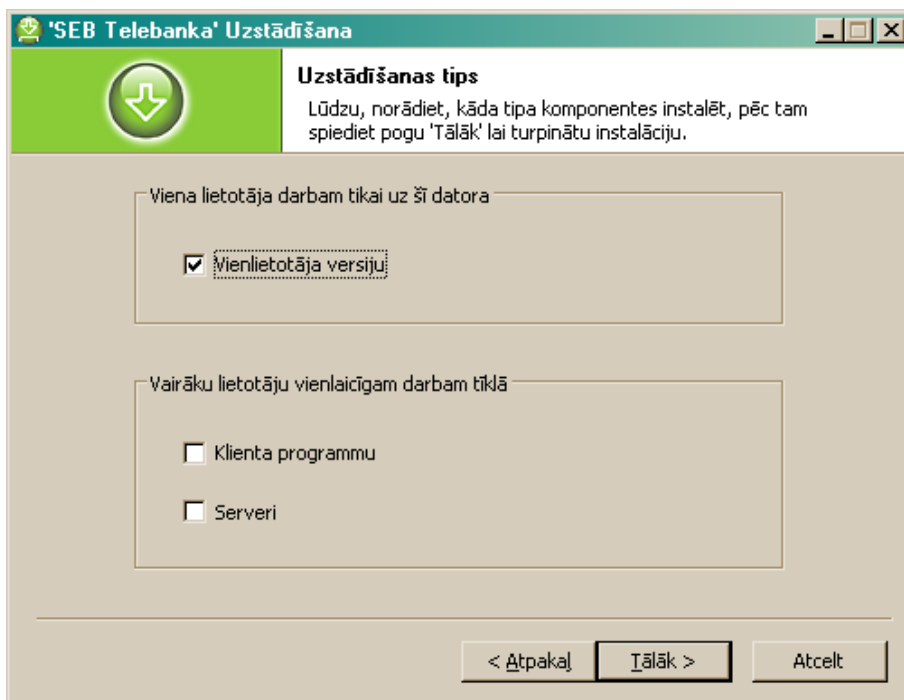 'SEB Telebanka' Uzstādīšana
Uzstādīšanas tips
Lūdzu, norādiet, kāda tipa komponentes instalēt, pēc tam
spiediet pogu 'Tālāk' lai turpinātu instalāciju.
Viena lietotāja darbam tikai uz šī datora
Vienlietotāja versiju
Vairāku lietotāju vienlaicīgam darbam tīklā
Klienta programmu
Serveri
< Atpakaļ
Tālāk >
Atcelt